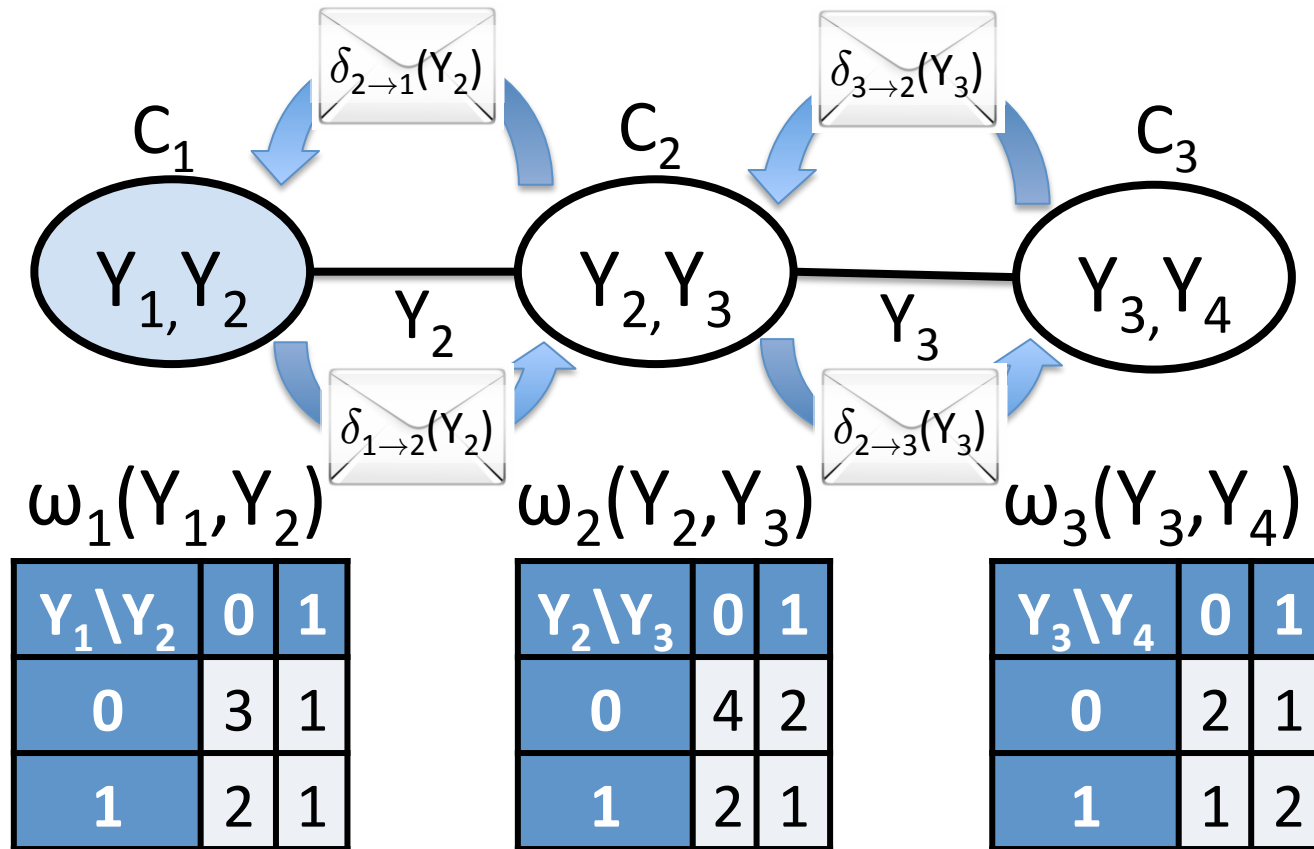 δ₂→₁(Y₂) δ₃→₂(Y₃)
C₁ C₂ C₃
Y₁,Y₂ Y₂,Y₃ Y₃,Y₄
Y₂ Y₃
δ₁→₂(Y₂) δ₂→₃(Y₃)
ω₁(Y₁,Y₂) ω₂(Y₂,Y₃) ω₃(Y₃,Y₄)
Y₁\Y₂ 0 1 Y₂\Y₃ 0 1 Y₃\Y₄ 0 1
0 3 1 0 4 2 0 2 1
1 2 1 1 2 1 1 1 2